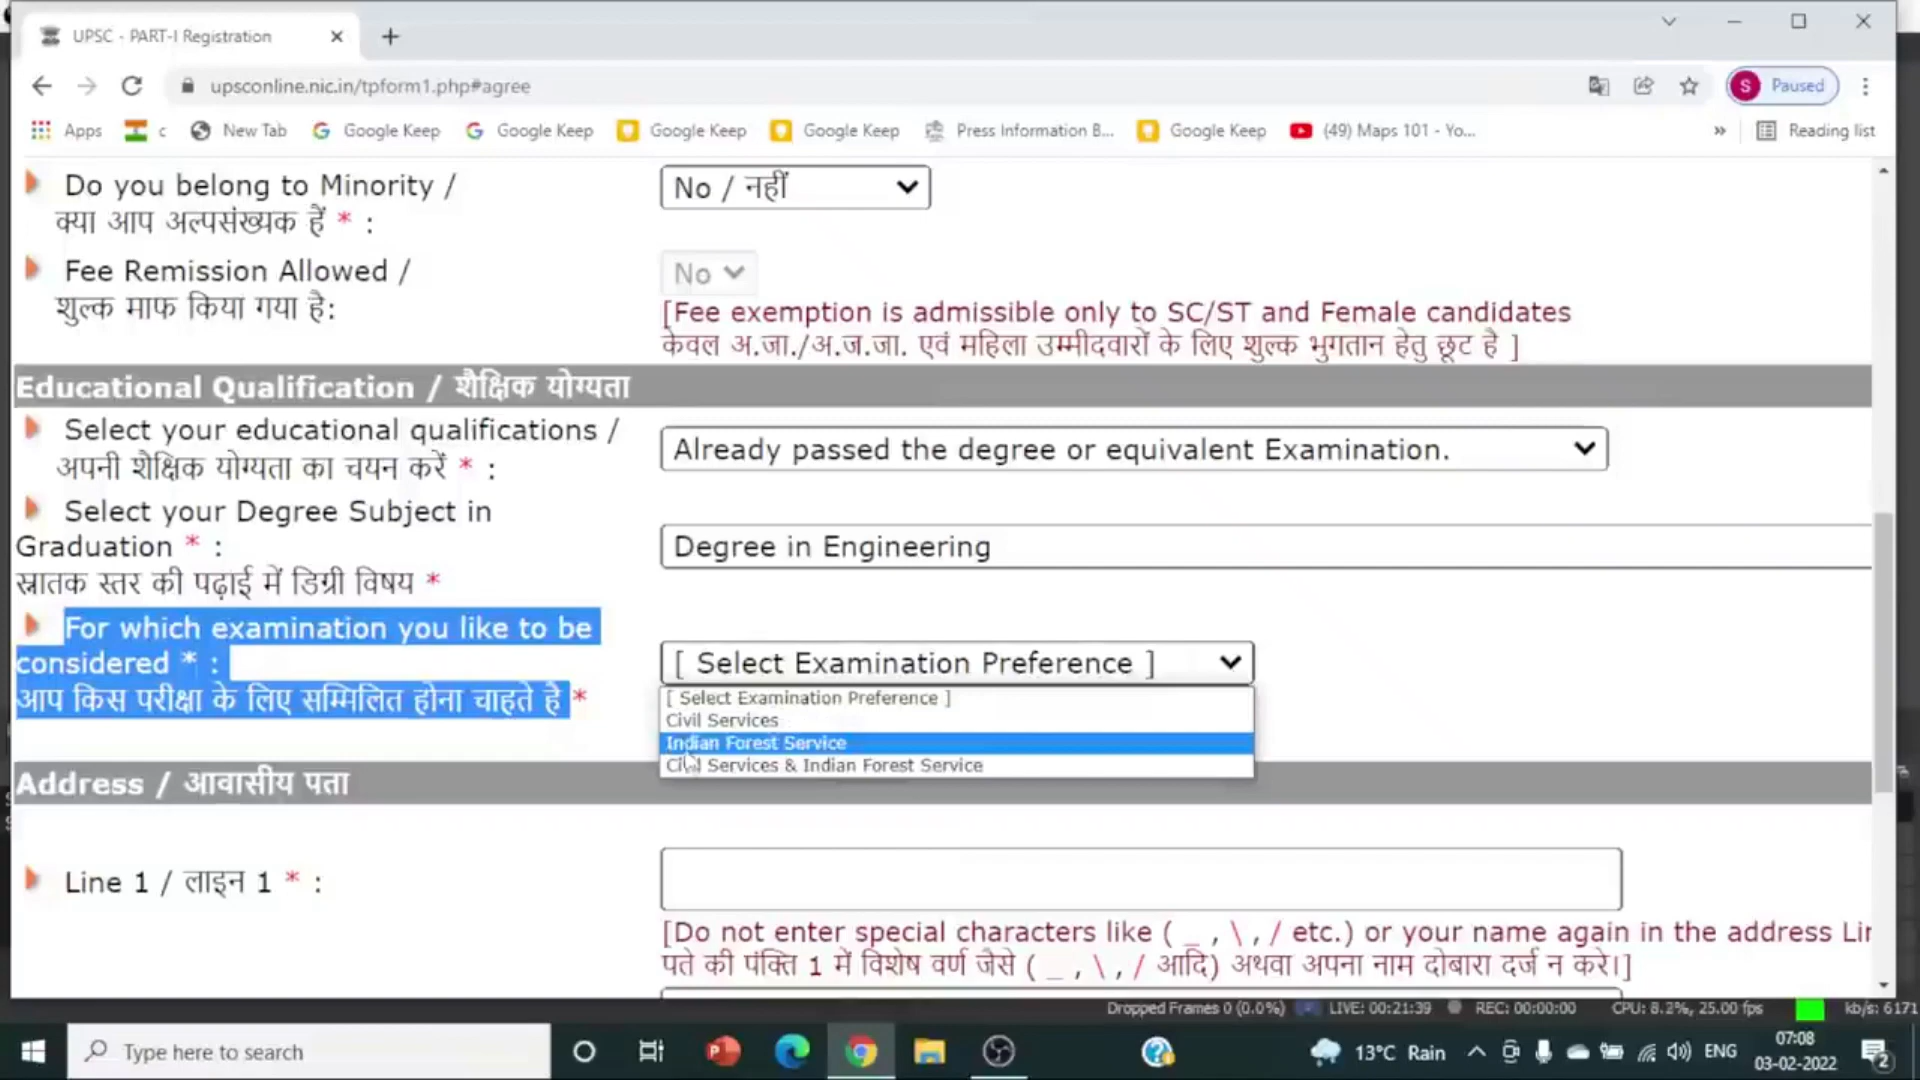 UPSC - PART-I Registration
upsconline.nic.in/tpform1.php#agree
S Paused
Apps
c
New Tab
Google Keep
Google Keep
Google Keep
Google Keep
Press Information B...
Google Keep
(49) Maps 101 - Yo...
Reading list
Do you belong to Minority /
क्या आप अल्पसंख्यक हैं * :
No / नहीं
Fee Remission Allowed /
शुल्क माफ किया गया है:
No
[Fee exemption is admissible only to SC/ST and Female candidates
केवल अ.जा./अ.ज.जा. एवं महिला उम्मीदवारों के लिए शुल्क भुगतान हेतु छूट है ]
Educational Qualification / शैक्षिक योग्यता
Select your educational qualifications /
अपनी शैक्षिक योग्यता का चयन करें * :
Already passed the degree or equivalent Examination.
Select your Degree Subject in
Graduation * :
स्नातक स्तर की पढ़ाई में डिग्री विषय *
Degree in Engineering
For which examination you like to be
considered * :
आप किस परीक्षा के लिए सम्मिलित होना चाहते है *
[ Select Examination Preference ]
[ Select Examination Preference ]
Civil Services
Indian Forest Service
Civil Services & Indian Forest Service
Address / आवासीय पता
Line 1 / लाइन 1 * :
[Do not enter special characters like ( _ , \ , / etc.) or your name again in the address Lin
पते की पंक्ति 1 में विशेष वर्ण जैसे ( _ , \ , / आदि) अथवा अपना नाम दोबारा दर्ज न करे।]
Dropped Frames 0 (0.0%) LIVE: 00:21:39 REC: 00:00:00 CPU: 8.2%, 25.00 fps kb/s: 6171
Type here to search
13°C Rain
ENG
07:08
03-02-2022
2